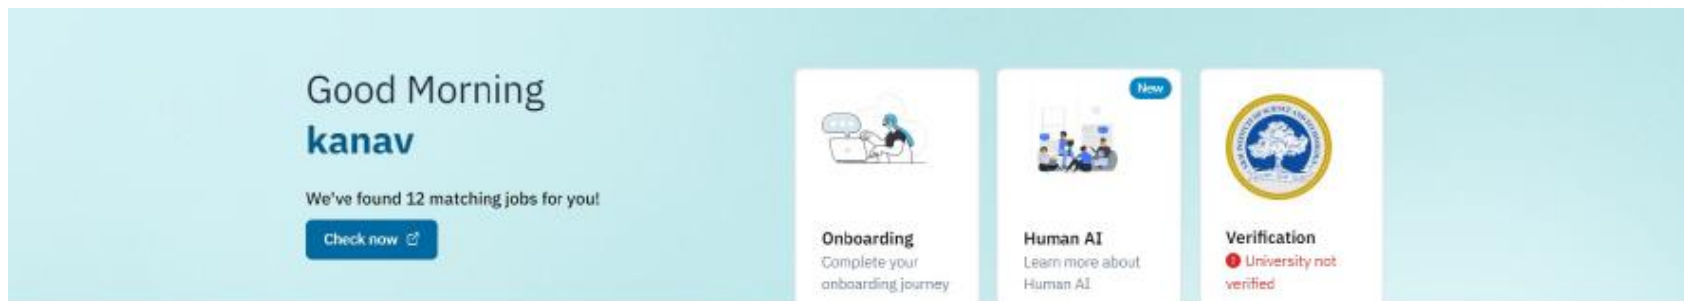 Good Morning
kanav
We've found 12 matching jobs for you!
Check now
Onboarding
Complete your
onboarding journey
New
Human AI
Learn more about
Human AI
Verification
University not
verified